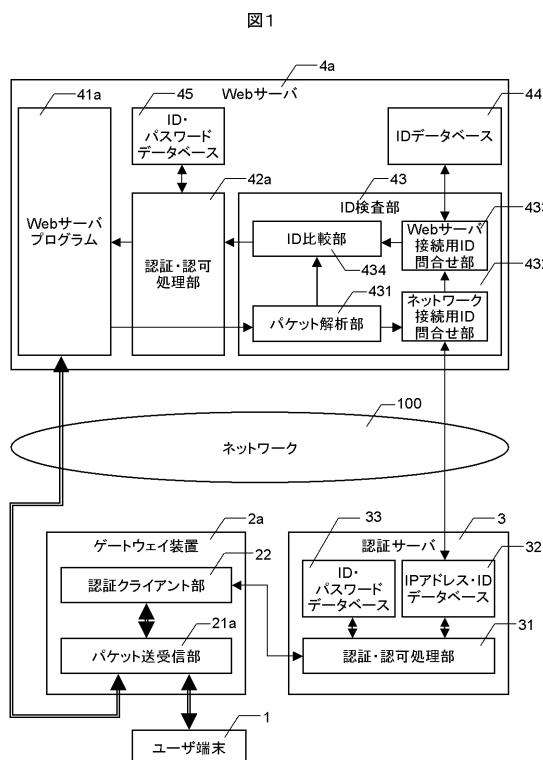 図1
4a
Webサーバ
41a
Webサーバ
プログラム
45
ID・
パスワード
データベース
44
IDデータベース
42a
認証・認可
処理部
43
ID検査部
ID比較部
434
Webサーバ
接続用ID
問合せ部
433
431
パケット解析部
432
ネットワーク
接続用ID
問合せ部
100
ネットワーク
2a
ゲートウェイ装置
22
認証クライアント部
21a
パケット送受信部
3
認証サーバ
33
ID・
パスワード
データベース
32
IPアドレス・ID
データベース
31
認証・認可処理部
1
ユーザ端末